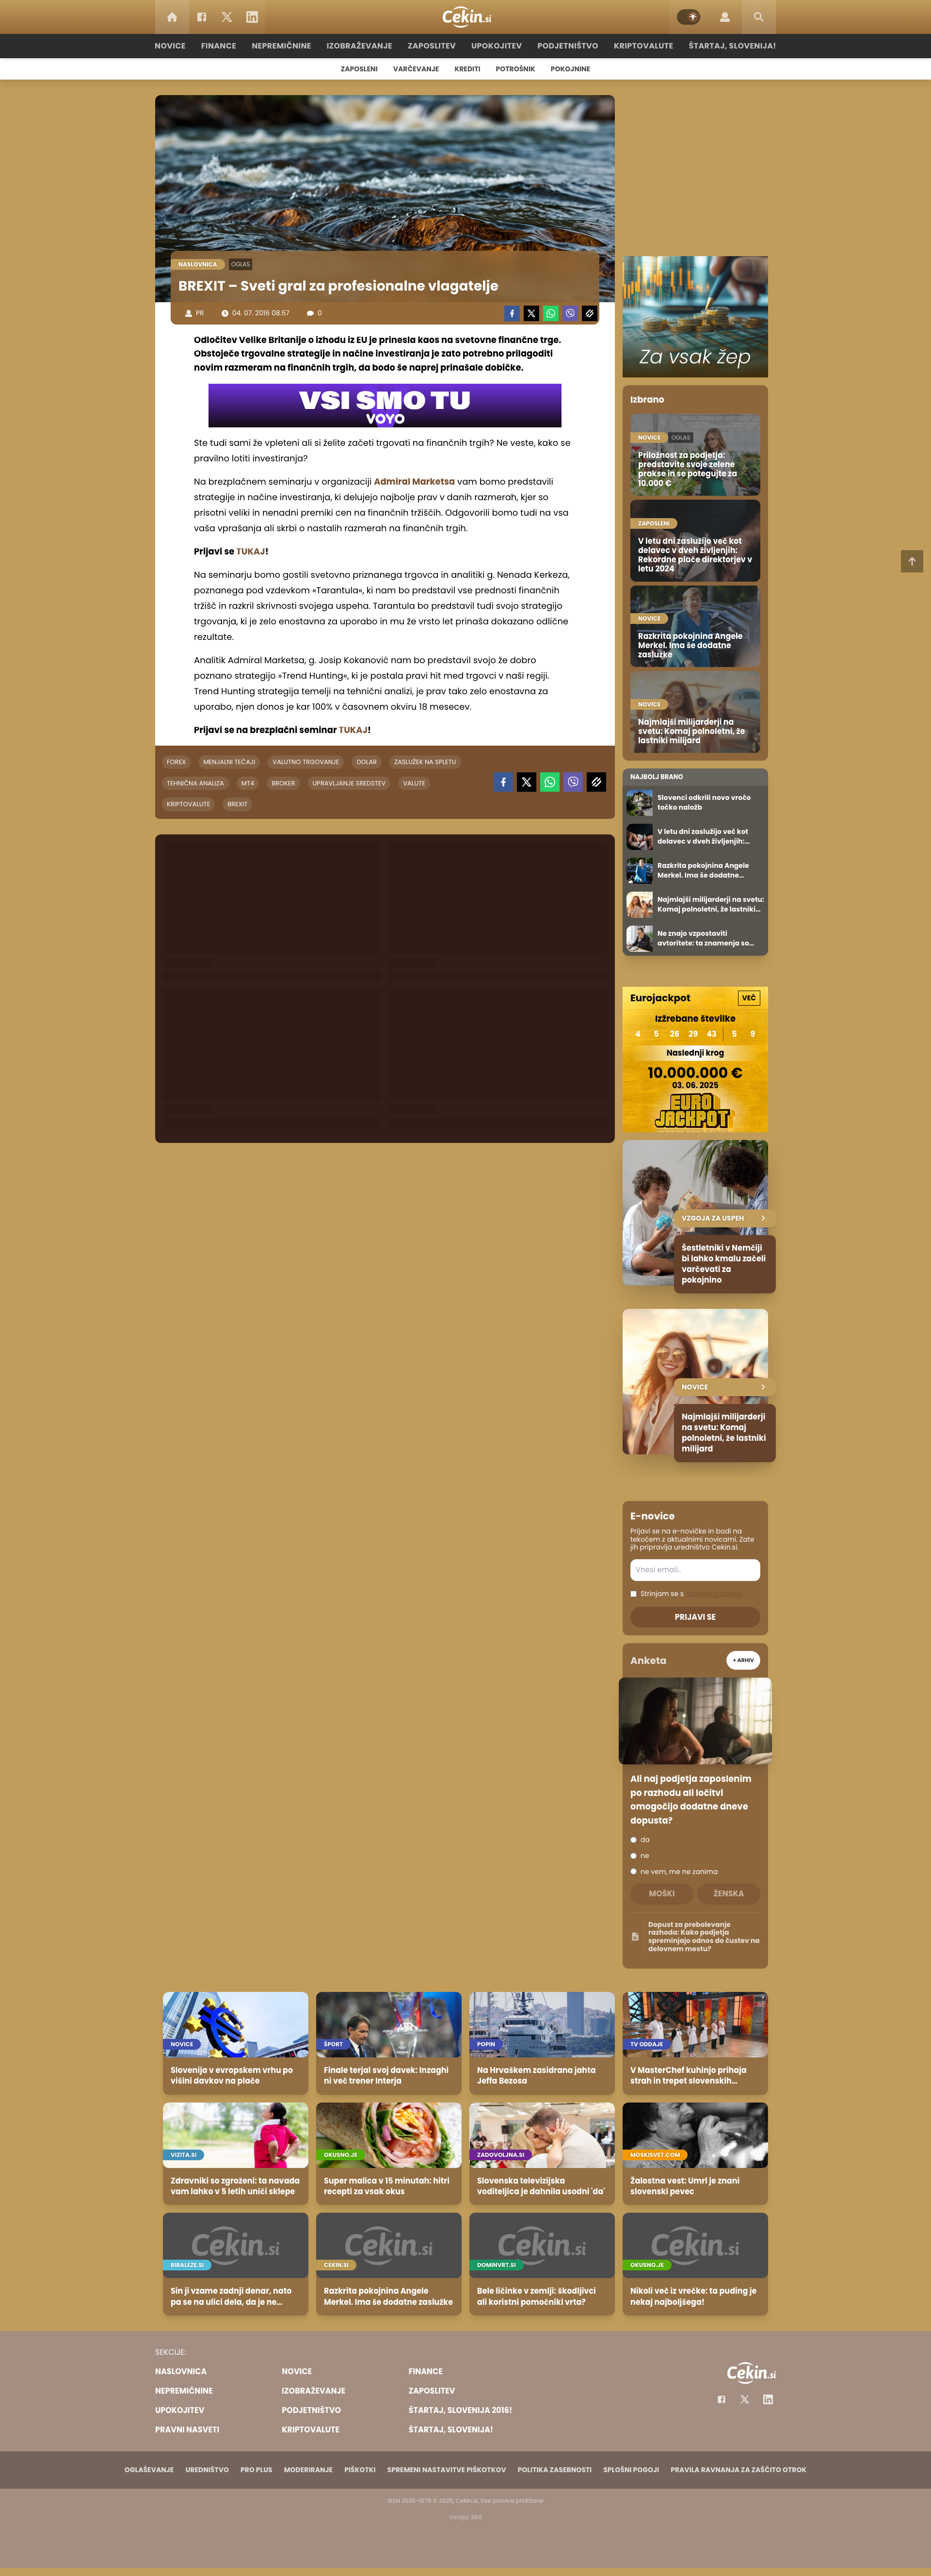 Cekin.si
NOVICE FINANCE NEPREMIČNINE IZOBRAŽEVANJE ZAPOSLITEV UPOKOJITEV PODJETNIŠTVO KRIPTOVALUTE ŠTARTAJ, SLOVENIJA!
ZAPOSLENI VARČEVANJE KREDITI POTROŠNIK POKOJNINE
NASLOVNICA OGLAS
BREXIT – Sveti gral za profesionalne vlagatelje
PR 04. 07. 2016 08.57 0
Odločitev Velike Britanije o izhodu iz EU je prinesla kaos na svetovne finančne trge.
Obstoječe trgovalne strategije in načine investiranja je zato potrebno prilagoditi
novim razmeram na finančnih trgih, da bodo še naprej prinašale dobičke.
VSI SMO TU
VOYO
Ste tudi sami že vpleteni ali si želite začeti trgovati na finančnih trgih? Ne veste, kako se
pravilno lotiti investiranja?
Na brezplačnem seminarju v organizaciji Admiral Marketsa vam bomo predstavili
strategije in načine investiranja, ki delujejo najbolje prav v danih razmerah, kjer so
prisotni veliki in nenadni premiki cen na finančnih tržiščih. Odgovorili bomo tudi na vsa
vaša vprašanja ali skrbi o nastalih razmerah na finančnih trgih.
Prijavi se TUKAJ!
Na seminarju bomo gostili svetovno priznanega trgovca in analitiki g. Nenada Kerkeza,
poznanega pod vzdevkom «Tarantula«, ki nam bo predstavil vse prednosti finančnih
tržišč in razkril skrivnosti svojega uspeha. Tarantula bo predstavil tudi svojo strategijo
trgovanja, ki je zelo enostavna za uporabo in mu že vrsto let prinaša dokazano odlične
rezultate.
Analitik Admiral Marketsa, g. Josip Kokanović nam bo predstavil svojo že dobro
poznano strategijo »Trend Hunting«, ki je postala pravi hit med trgovci v naši regiji.
Trend Hunting strategija temelji na tehnični analizi, je prav tako zelo enostavna za
uporabo, njen donos je kar 100% v časovnem okviru 18 mesecev.
Prijavi se na brezplačni seminar TUKAJ!
FOREX MENJALNI TEČAJI VALUTNO TRGOVANJE DOLAR ZASLUŽEK NA SPLETU
TEHNIČNA ANALIZA MT4 BROKER UPRAVLJANJE SREDSTEV VALUTE
KRIPTOVALUTE BREXIT
Za vsak žep
Izbrano
NOVICE OGLAS
Priložnost za podjetja:
predstavite svoje zelene
prakse in se potegujte za
10.000 €
ZAPOSLENI
V letu dni zaslužijo več kot
delavec v dveh življenjih:
Rekordne plače direktorjev v
letu 2024
NOVICE
Razkrita pokojnina Angele
Merkel. Ima še dodatne
zaslužke
NOVICE
Najmlajši milijarderji na
svetu: Komaj polnoletni, že
lastniki milijard
NAJBOLJ BRANO
Slovenci odkrili novo vročo
točko naložb
V letu dni zaslužijo več kot
delavec v dveh življenjih:...
Razkrita pokojnina Angele
Merkel. Ima še dodatne...
Najmlajši milijarderji na svetu:
Komaj polnoletni, že lastniki...
Ne znajo vzpostaviti
avtoritete: ta znamenja so...
Eurojackpot VEČ
Izžrebane številke
4 5 26 29 43 5 9
Naslednji krog
10.000.000 €
03. 06. 2025
EURO
JACKPOT
VZGOJA ZA USPEH
Šestletniki v Nemčiji
bi lahko kmalu začeli
varčevati za
pokojnino
NOVICE
Najmlajši milijarderji
na svetu: Komaj
polnoletni, že lastniki
milijard
E-novice
Prijavi se na e-novičke in bodi na
tekočem z aktualnimi novicami. Zate
jih pripravlja uredništvo Cekin.si.
Vnesi email..
Strinjam se s
PRIJAVI SE
Anketa + ARHIV
Ali naj podjetja zaposlenim
po razhodu ali ločitvi
omogočijo dodatne dneve
dopusta?
da
ne
ne vem, me ne zanima
MOŠKI ŽENSKA
Dopust za prebolevanje
razhoda: Kako podjetja
spreminjajo odnos do čustev na
delovnem mestu?
NOVICE
Slovenija v evropskem vrhu po
višini davkov na plače
ŠPORT
Finale terjal svoj davek: Inzaghi
ni več trener Interja
POPIN
Na Hrvaškem zasidrana jahta
Jeffa Bezosa
TV ODDAJE
V MasterChef kuhinjo prihaja
strah in trepet slovenskih...
VIZITA.SI
Zdravniki so zgroženi: ta navada
vam lahko v 5 letih uniči sklepe
OKUSNO.JE
Super malica v 15 minutah: hitri
recepti za vsak okus
ZADOVOLJNA.SI
Slovenska televizijska
voditeljica je dahnila usodni 'da'
MOSKISVET.COM
Žalostna vest: Umrl je znani
slovenski pevec
Cekin.si Cekin.si Cekin.si Cekin.si
BIBALEZE.SI
Sin ji vzame zadnji denar, nato
pa se na ulici dela, da je ne...
CEKIN.SI
Razkrita pokojnina Angele
Merkel. Ima še dodatne zaslužke
DOMINVRT.SI
Bele ličinke v zemlji: škodljivci
ali koristni pomočniki vrta?
OKUSNO.JE
Nikoli več iz vrečke: ta puding je
nekaj najboljšega!
SEKCIJE:
NASLOVNICA NOVICE FINANCE
NEPREMIČNINE IZOBRAŽEVANJE ZAPOSLITEV
UPOKOJITEV PODJETNIŠTVO ŠTARTAJ, SLOVENIJA 2016!
PRAVNI NASVETI KRIPTOVALUTE ŠTARTAJ, SLOVENIJA!
Cekin.si
OGLAŠEVANJE UREDNIŠTVO PRO PLUS MODERIRANJE PIŠKOTKI SPREMENI NASTAVITVE PIŠKOTKOV POLITIKA ZASEBNOSTI SPLOŠNI POGOJI PRAVILA RAVNANJA ZA ZAŠČITO OTROK
ISSN 2630-1679 © 2025, Cekin.si, Vse pravice pridržane
Verzija: 989